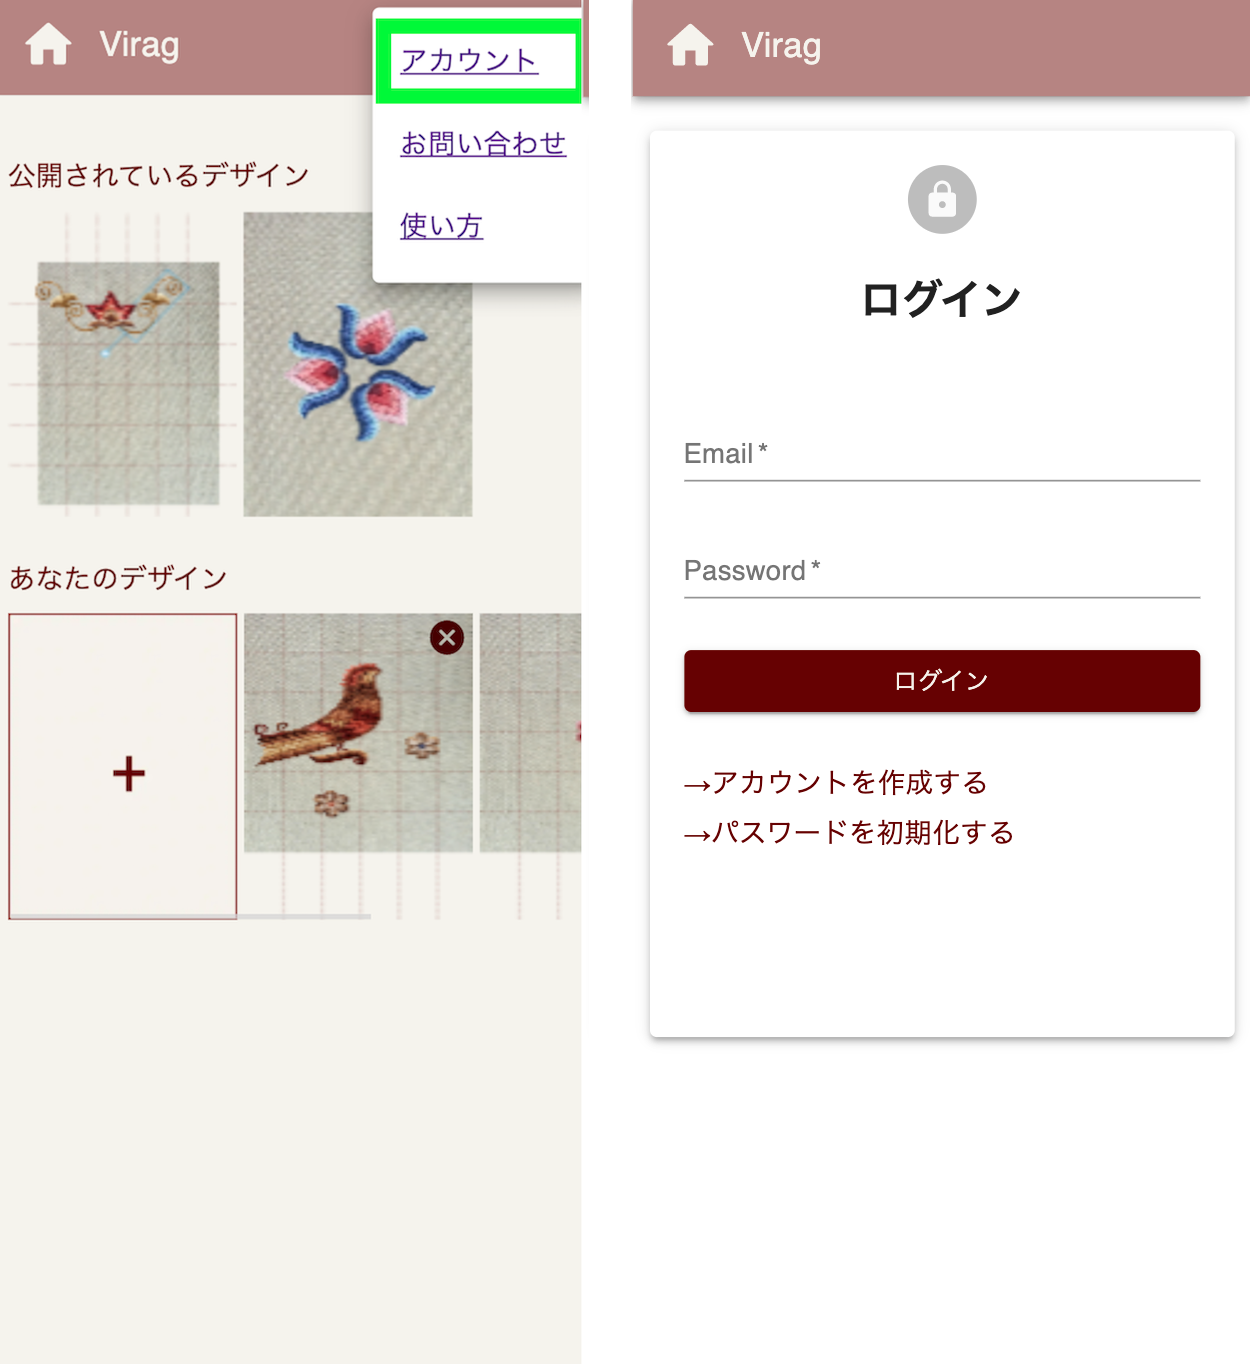 Virag
アカウント
お問い合わせ
使い方
公開されているデザイン
あなたのデザイン
+
Virag
ログイン
Email *
Password *
ログイン
→アカウントを作成する
→パスワードを初期化する